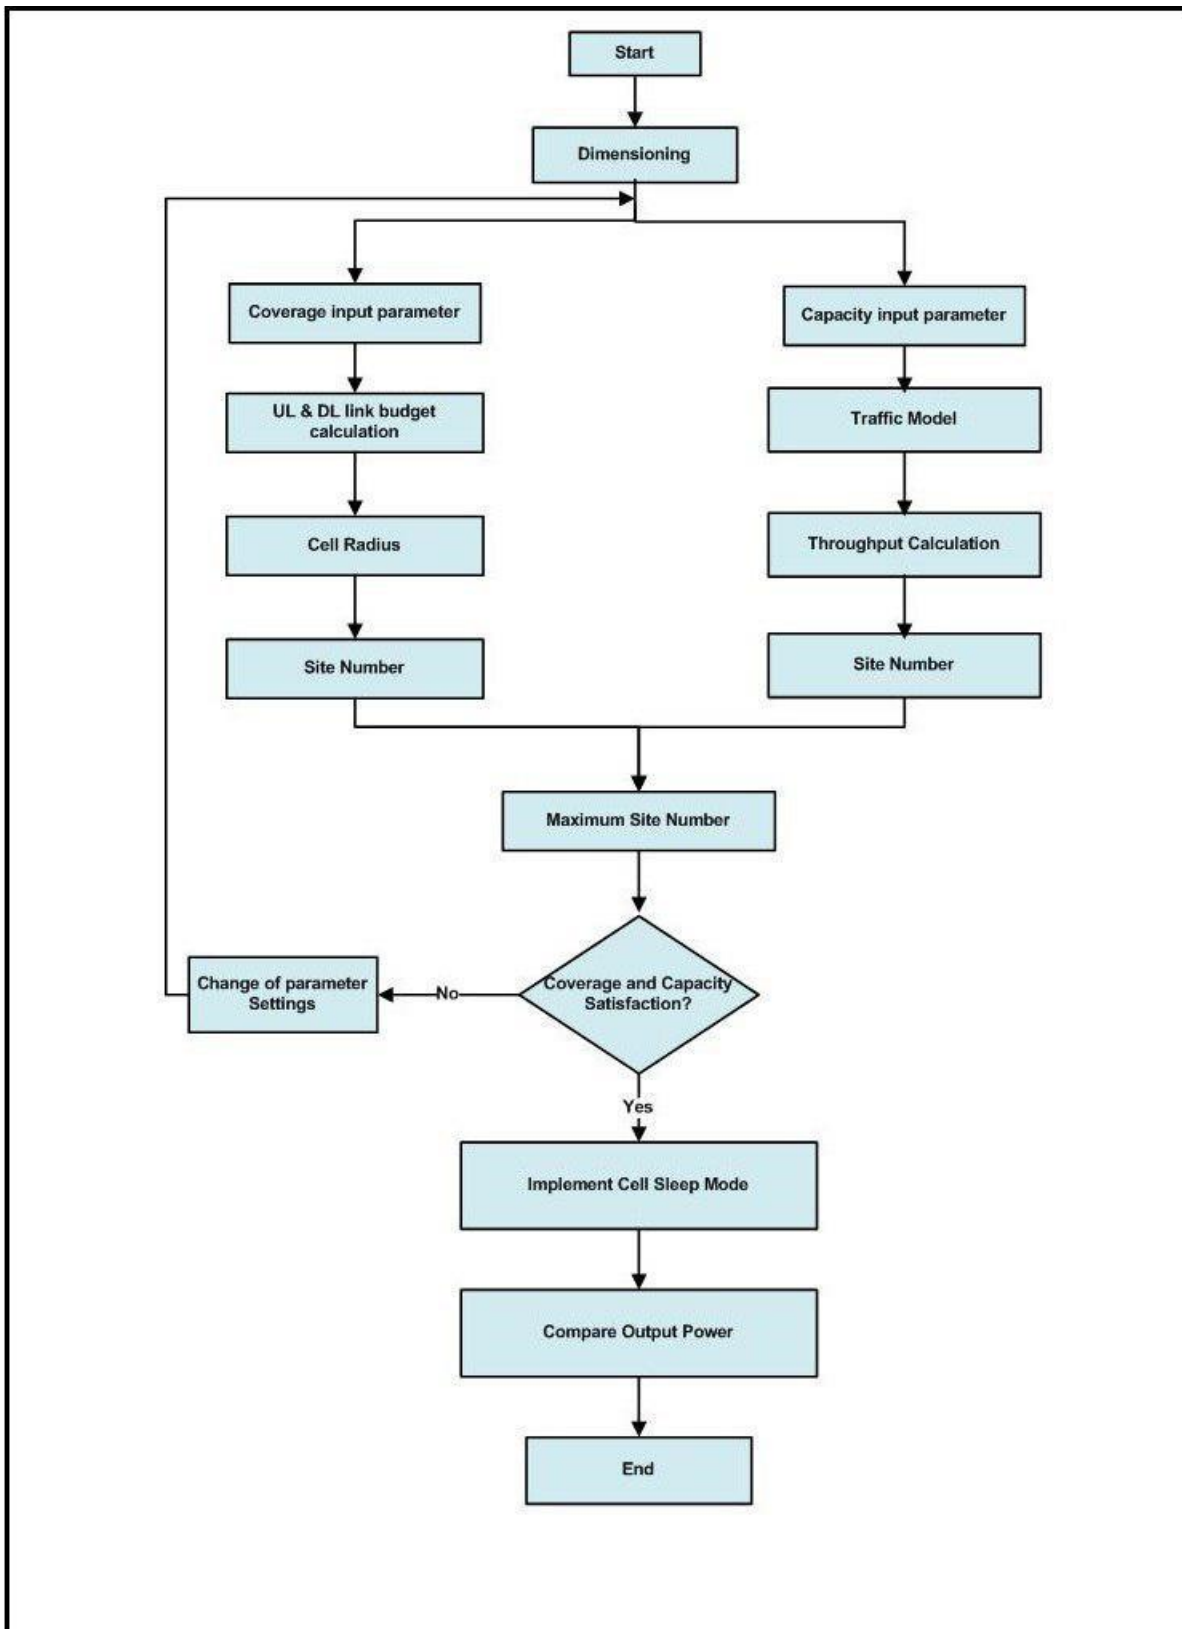 Start
Dimensioning
Coverage input parameter
UL & DL link budget
calculation
Cell Radius
Site Number
Capacity input parameter
Traffic Model
Throughput Calculation
Site Number
Maximum Site Number
Coverage and Capacity
Satisfaction?
No
Change of parameter
Settings
Yes
Implement Cell Sleep Mode
Compare Output Power
End